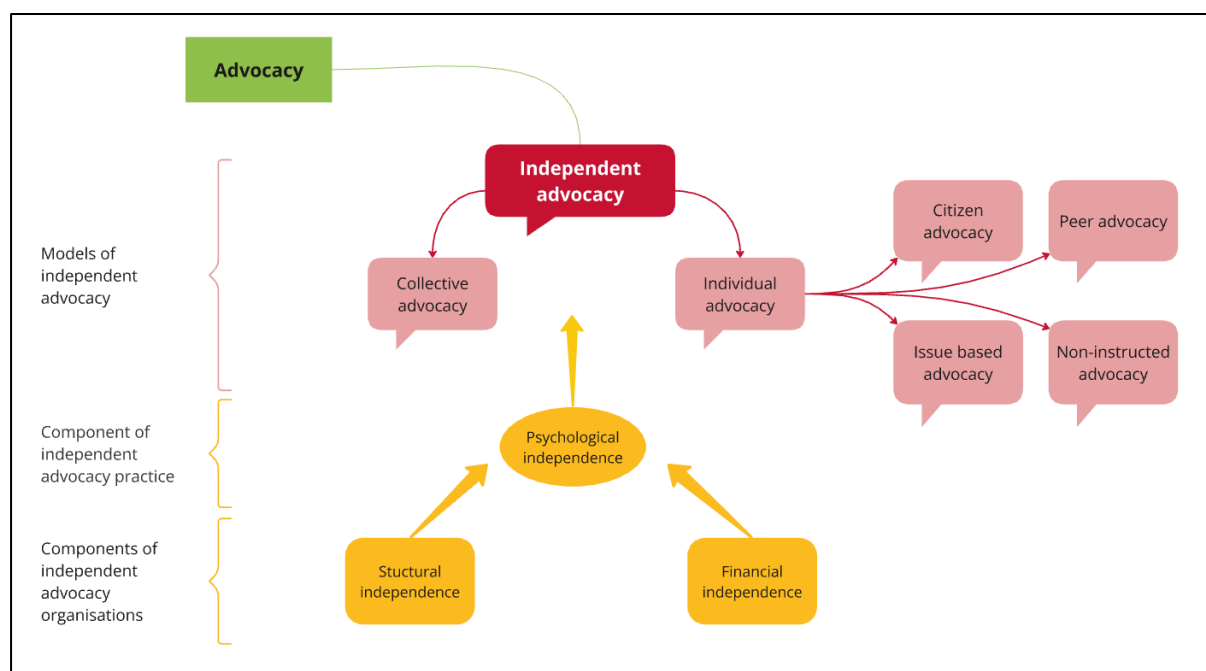 Advocacy
Independent
advocacy
Models of
independent
advocacy
Collective
advocacy
Individual
advocacy
Citizen
advocacy
Peer advocacy
Issue based
advocacy
Non-instructed
advocacy
Component of
independent
advocacy practice
Psychological
independence
Components of
independent
advocacy
organisations
Stuctural
independence
Financial
independence